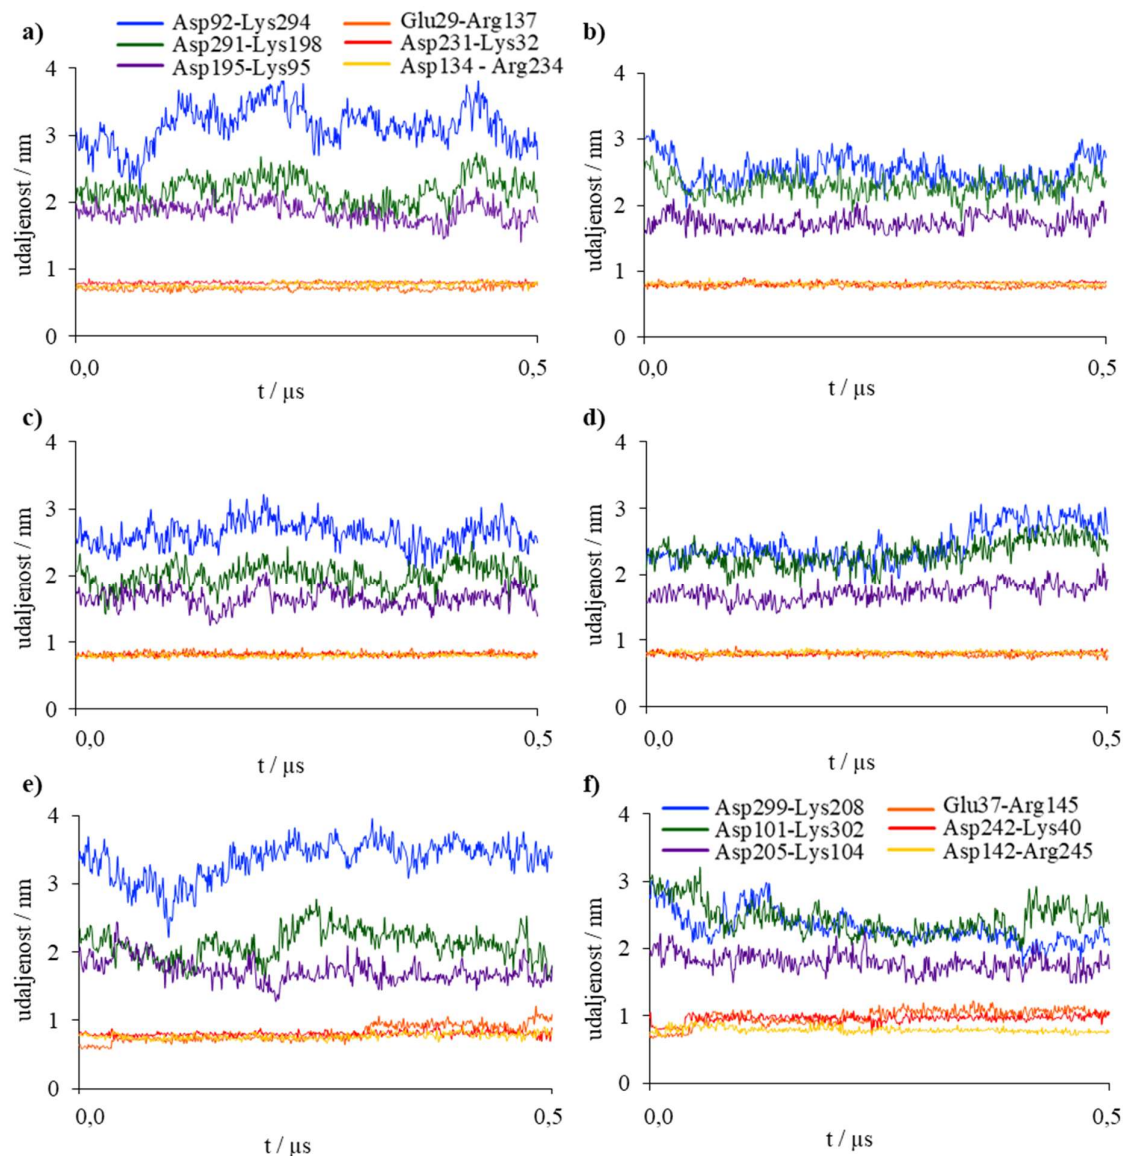 a)
Asp92-Lys294
Glu29-Arg137
Asp291-Lys198
Asp231-Lys32
Asp195-Lys95
Asp134 - Arg234
4
3
2
1
0
udaljenost / nm
0,0
0,5
t / μs
b)
4
3
2
1
0
udaljenost / nm
0,0
0,5
t / μs
c)
4
3
2
1
0
udaljenost / nm
0,0
0,5
t / μs
d)
4
3
2
1
0
udaljenost / nm
0,0
0,5
t / μs
e)
4
3
2
1
0
udaljenost / nm
0,0
0,5
t / μs
f)
Asp299-Lys208
Glu37-Arg145
Asp101-Lys302
Asp242-Lys40
Asp205-Lys104
Asp142-Arg245
4
3
2
1
0
udaljenost / nm
0,0
0,5
t / μs